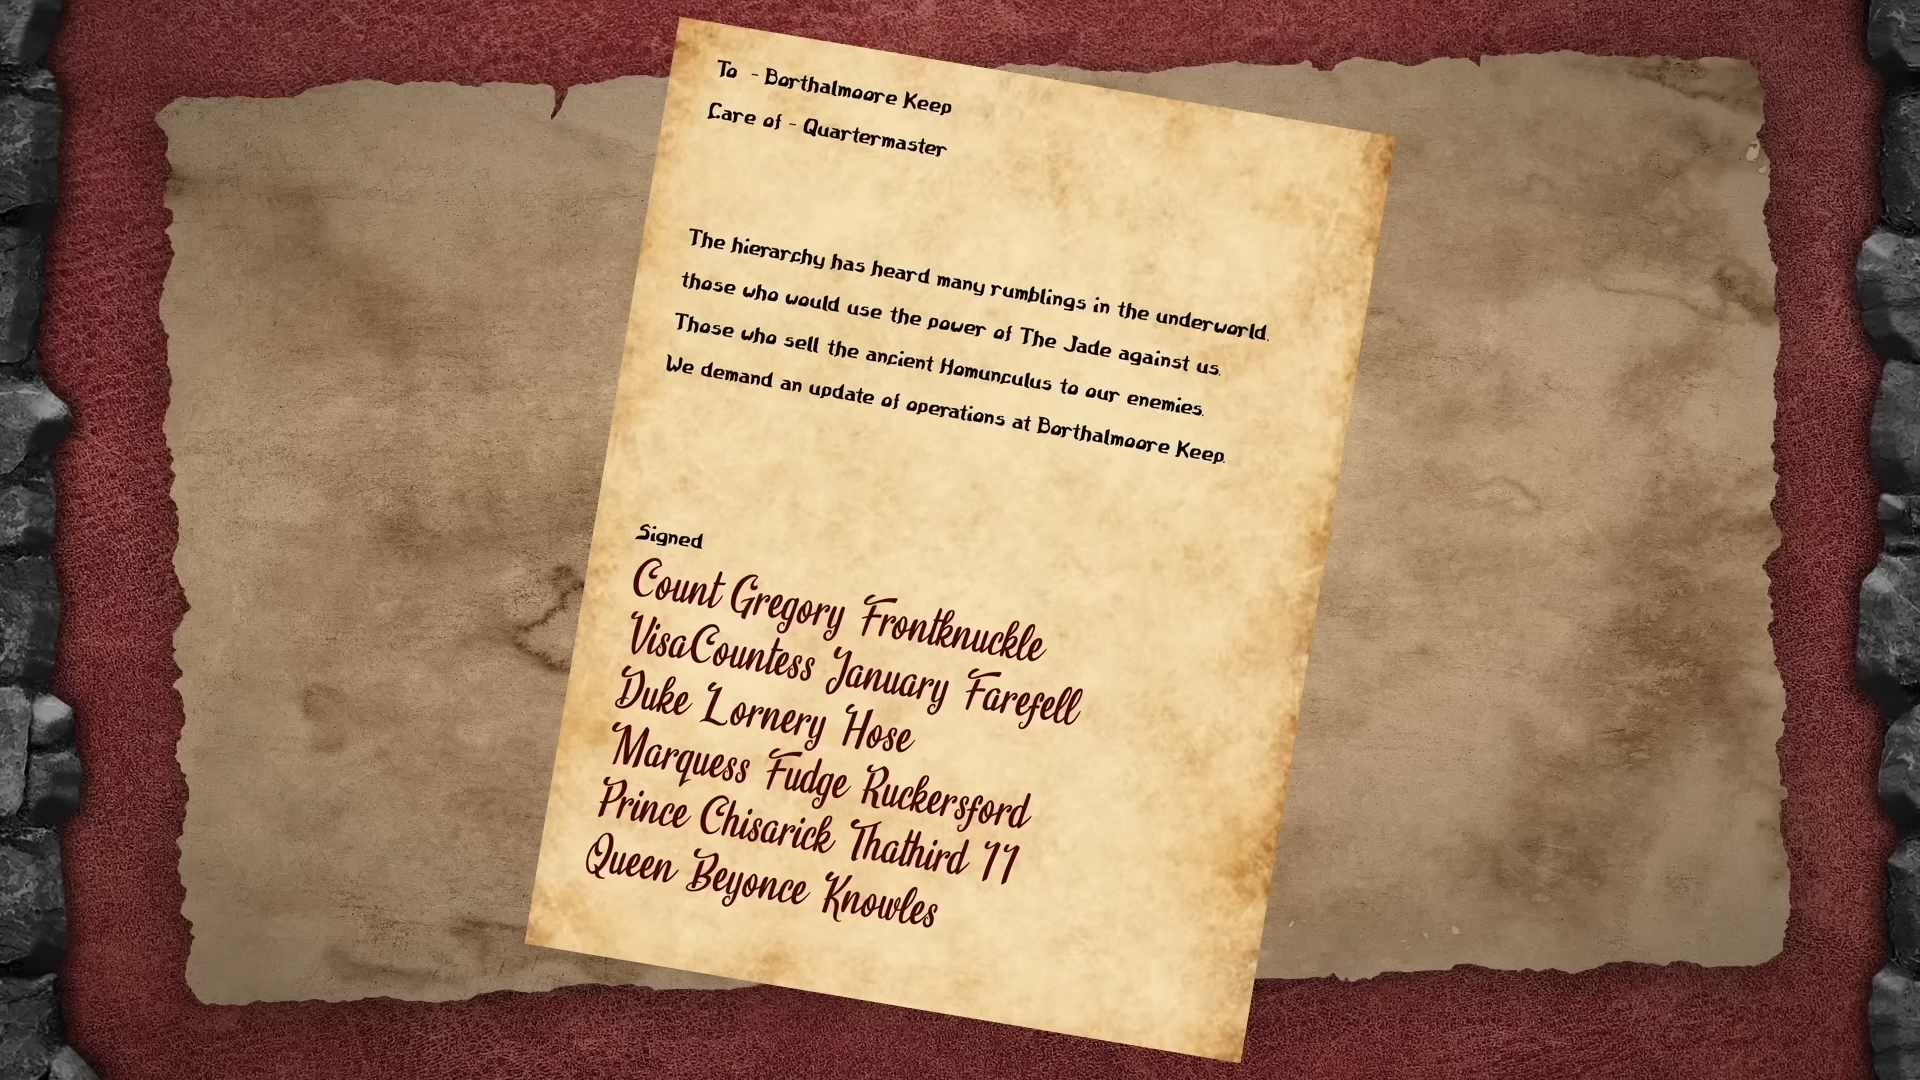 To - Borthalmoore Keep
Care of - Quartermaster
The hierarchy has heard many rumblings in the underworld.
those who would use the power of The Jade against us.
Those who sell the ancient Homunculus to our enemies.
We demand an update of operations at Borthalmoore Keep.
Signed
Count Gregory Frontknuckle
VisaCountess January Farefell
Duke Lornery Hose
Marquess Fudge Ruckersford
Prince Chisarick Thathird 11
Queen Beyonce Knowles